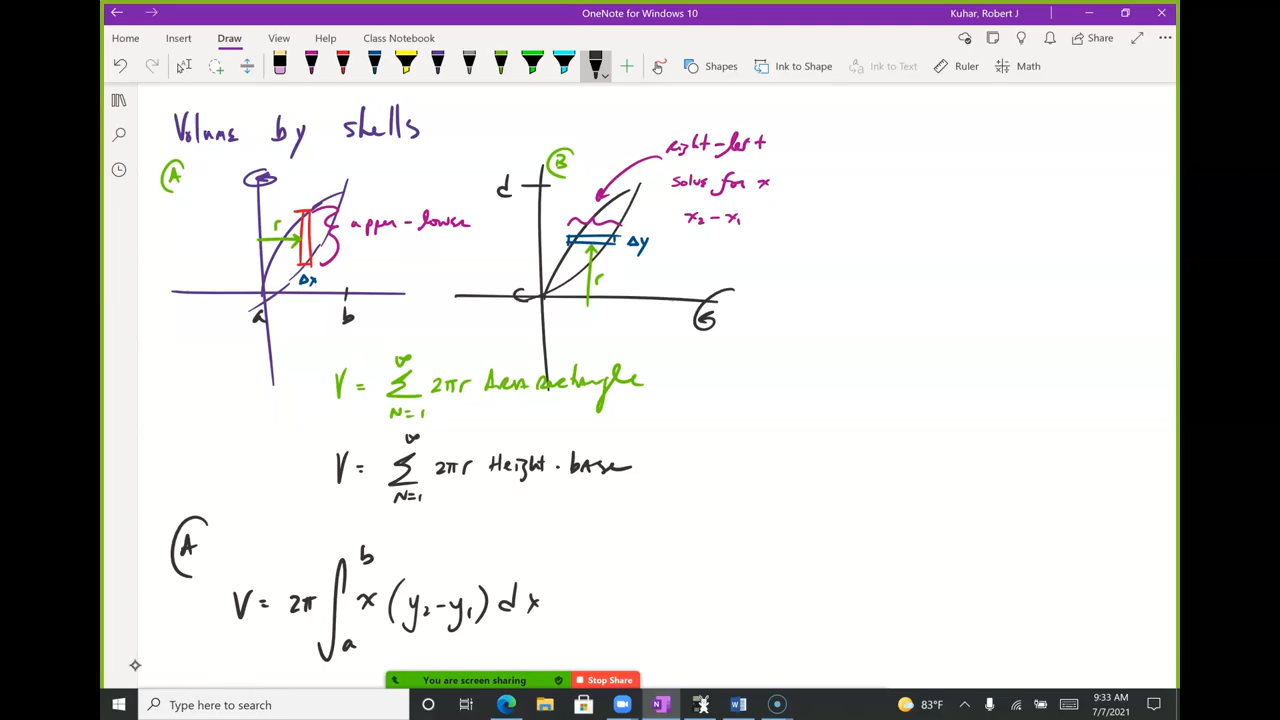 OneNote for Windows 10
Kuhar, Robert J
Home Insert Draw View Help Class Notebook
Share
Shapes Ink to Shape Ink to Text Ruler Math
Volume by shells
A
r
upper - lower
Δx
a
b
B
d
right - left
solve for x
x₂ - x₁
Δy
r
c
V = ∑ N=1 ∞ 2πr Area rectangle
V = ∑ N=1 ∞ 2πr Height · base
A
V = 2π ∫ₐᵇ x (y₂ - y₁) dx
You are screen sharing Stop Share
Type here to search
83°F
9:33 AM
7/7/2021